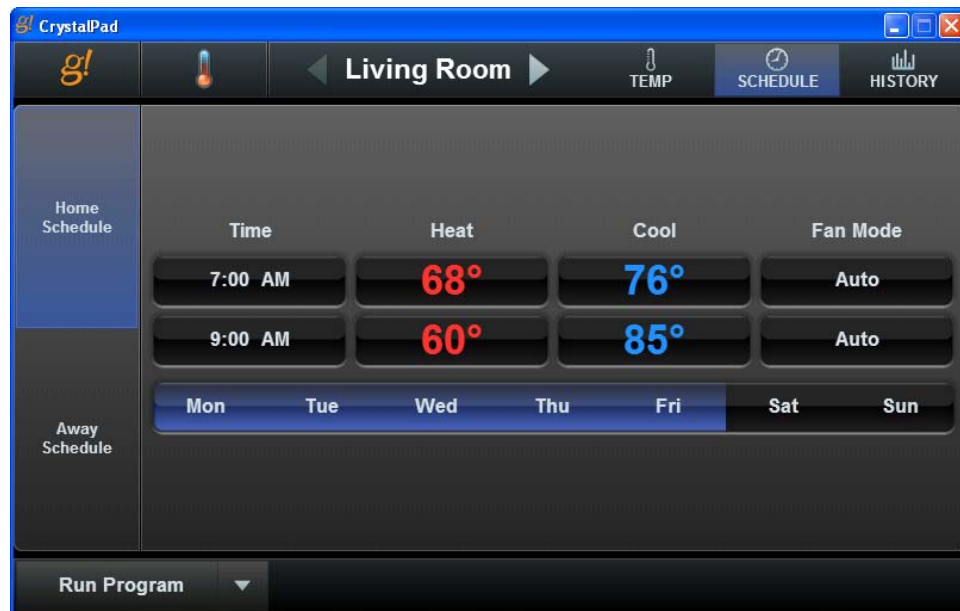 g! CrystalPad
g!
Living Room
TEMP
SCHEDULE
HISTORY
Home
Schedule
Time Heat Cool Fan Mode
7:00 AM 68° 76° Auto
9:00 AM 60° 85° Auto
Mon Tue Wed Thu Fri Sat Sun
Away
Schedule
Run Program